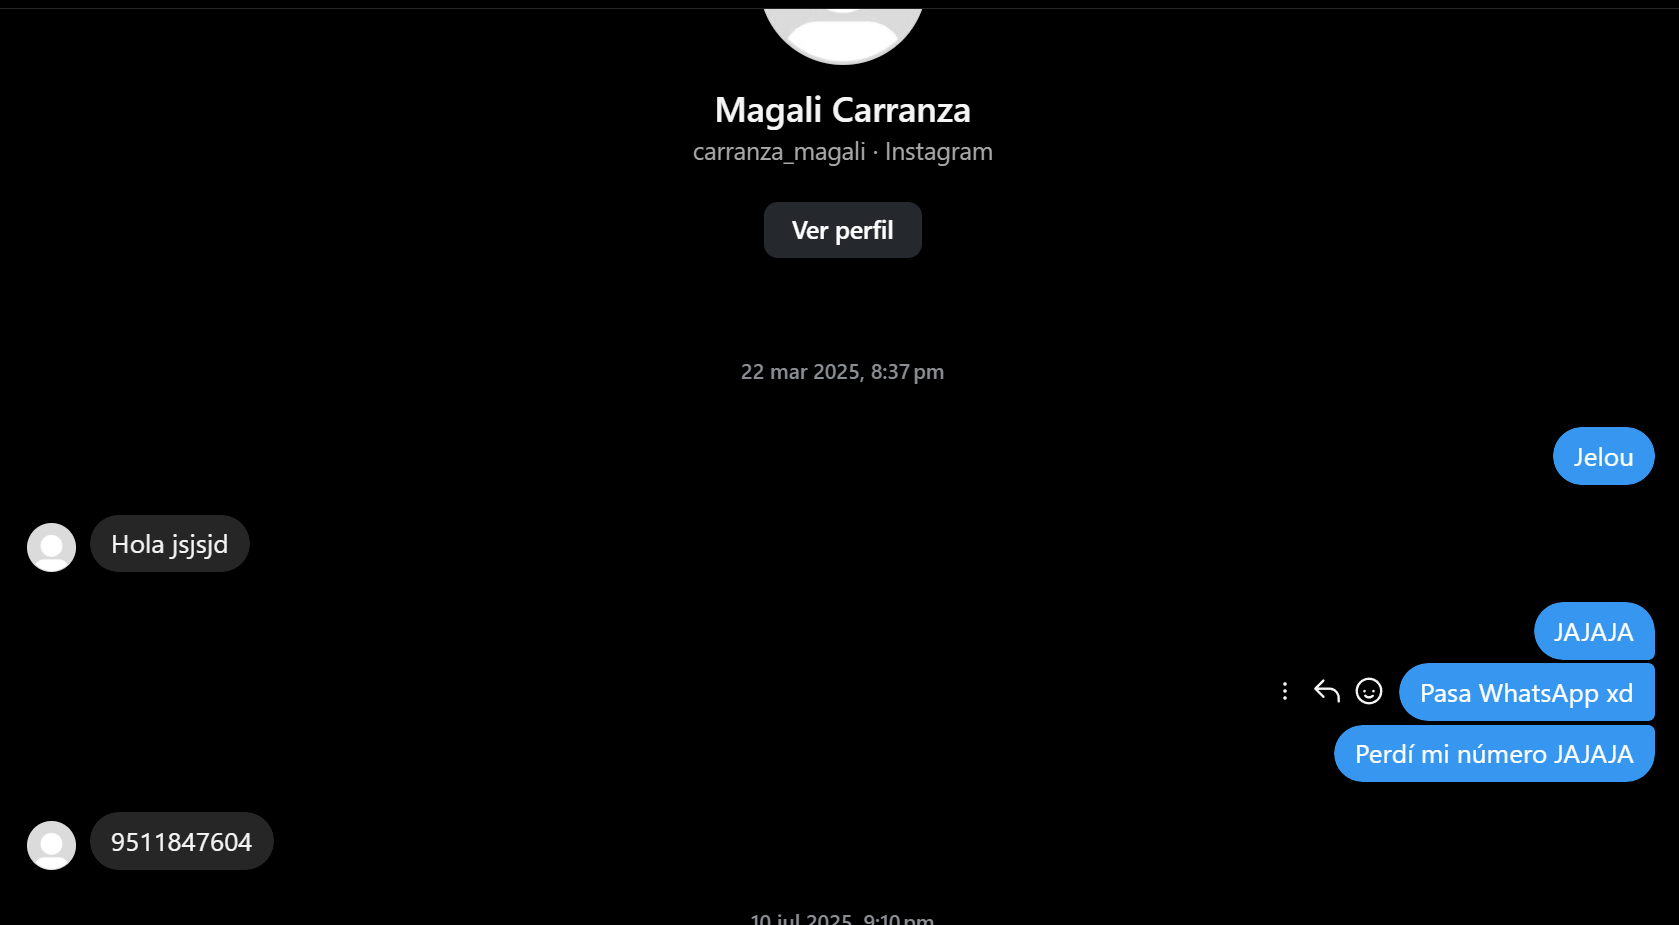 Magali Carranza
carranza_magali · Instagram
Ver perfil
22 mar 2025, 8:37 pm
Jelou
Hola jsjsjd
JAJAJA
Pasa WhatsApp xd
Perdí mi número JAJAJA
9511847604
10 jul 2025, 9:10 pm